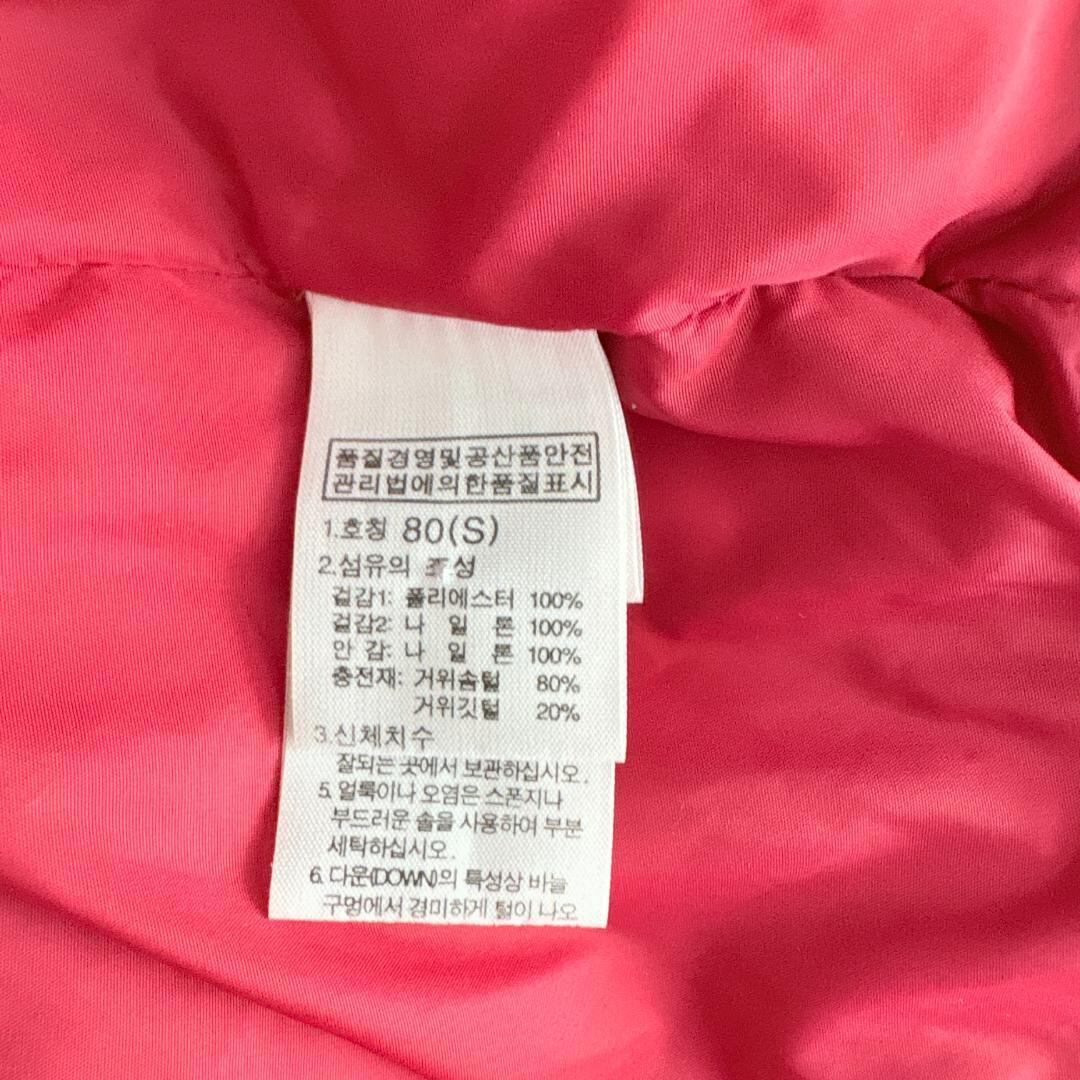 품질경영및공산품안전
관리법에의한품질표시
1.호칭 80(S)
2.섬유의 조성
겉감1: 폴리에스터 100%
겉감2: 나 일 론 100%
안 감: 나 일 론 100%
충전재: 거위솜털 80%
거위깃털 20%
3.신체치수
잘되는 곳에서 보관하십시오.
5. 얼룩이나 오염은 스폰지나
부드러운 솔을 사용하여 부분
세탁하십시오.
6. 다운(DOWN)의 특성상 바늘
구멍에서 경미하게 털이 나오